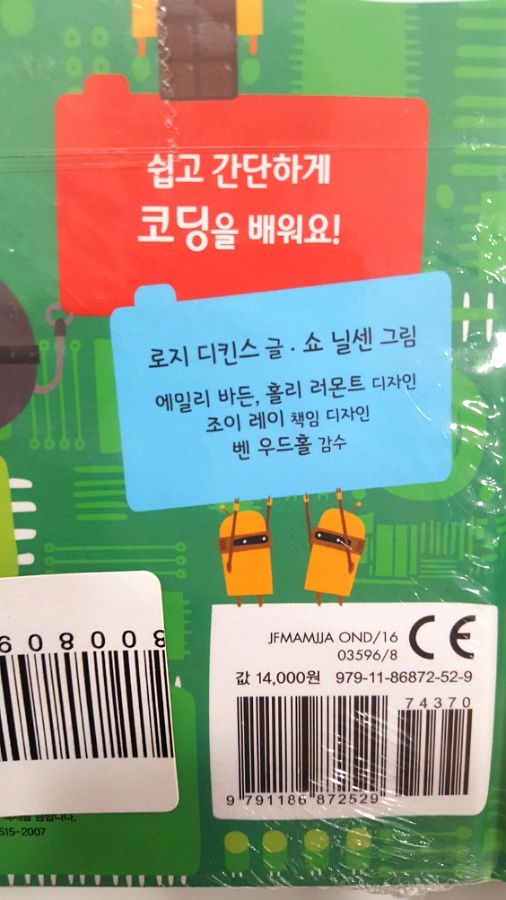 쉽고 간단하게
코딩을 배워요!
로지 디킨스 글 · 쇼 닐센 그림
에밀리 바든, 홀리 러몬트 디자인
조이 레이 책임 디자인
벤 우드홀 감수
JFMAMJJA OND/16
03596/8
CE
값 14,000원 979-11-86872-52-9
74370
9 791186 872529
515-2007